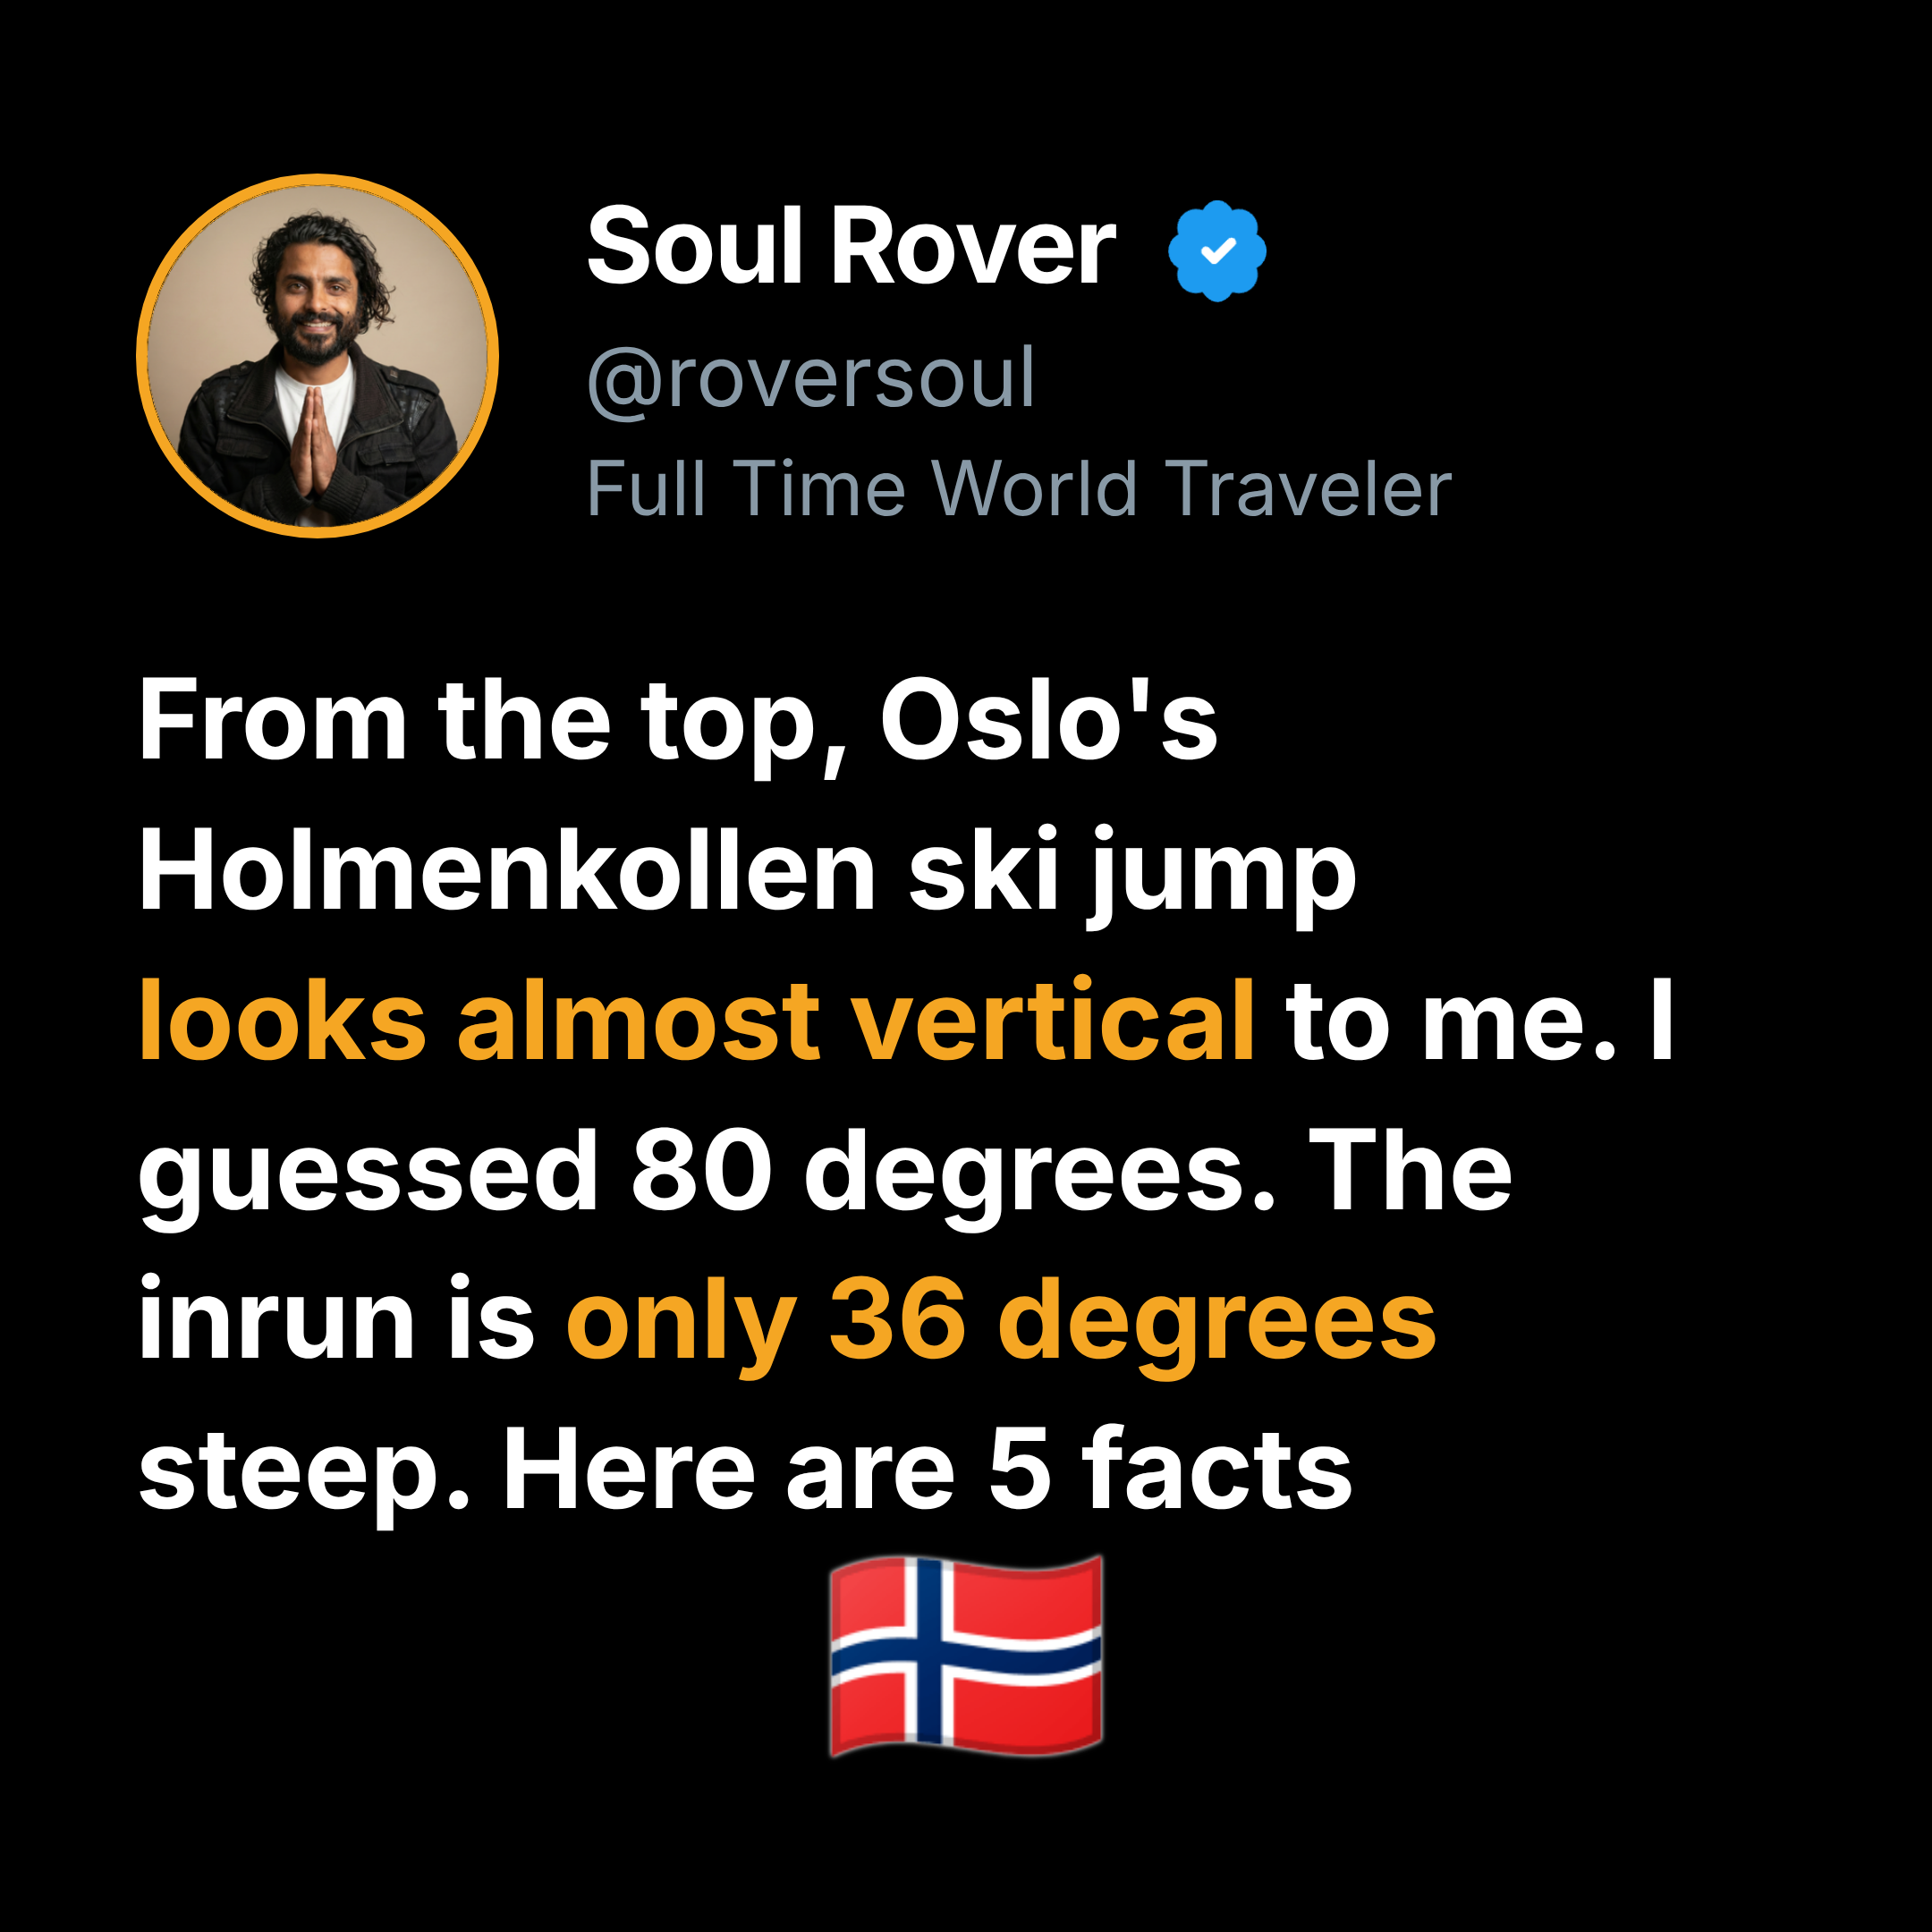 Soul Rover
@roversoul
Full Time World Traveler
From the top, Oslo's
Holmenkollen ski jump
looks almost vertical to me. I
guessed 80 degrees. The
inrun is only 36 degrees
steep. Here are 5 facts